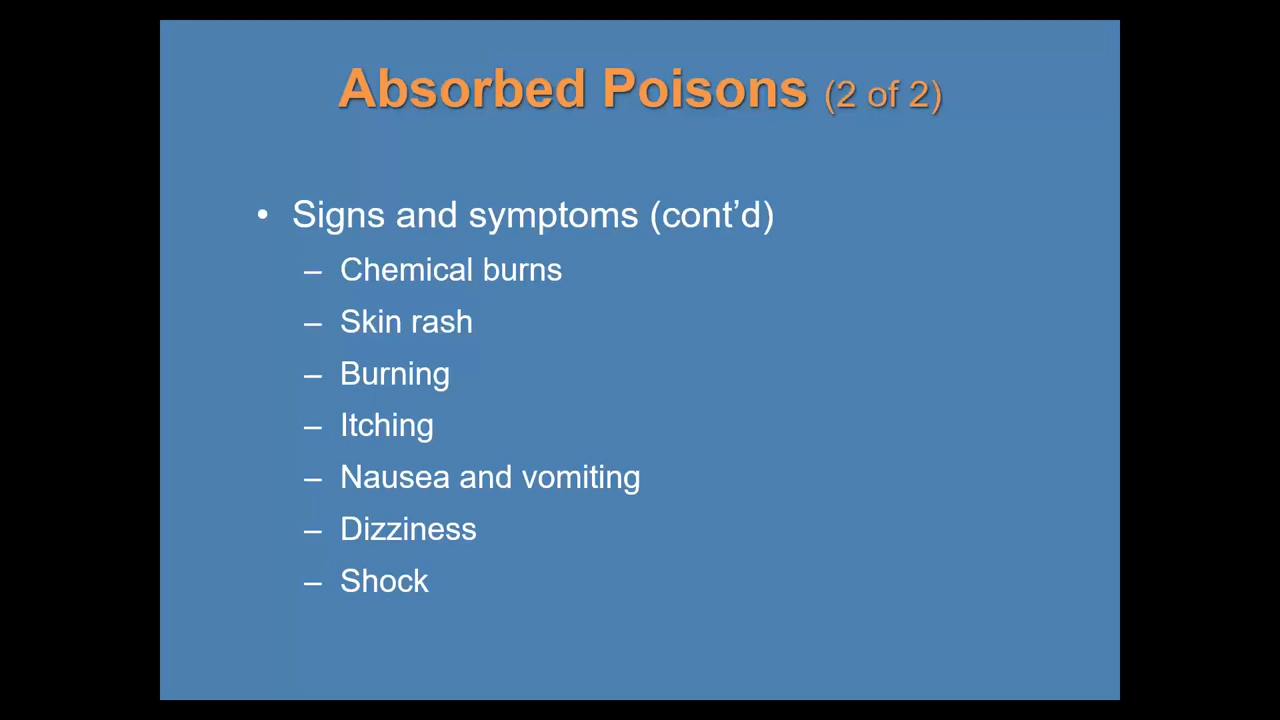 Absorbed Poisons (2 of 2)
• Signs and symptoms (cont’d)
– Chemical burns
– Skin rash
– Burning
– Itching
– Nausea and vomiting
– Dizziness
– Shock